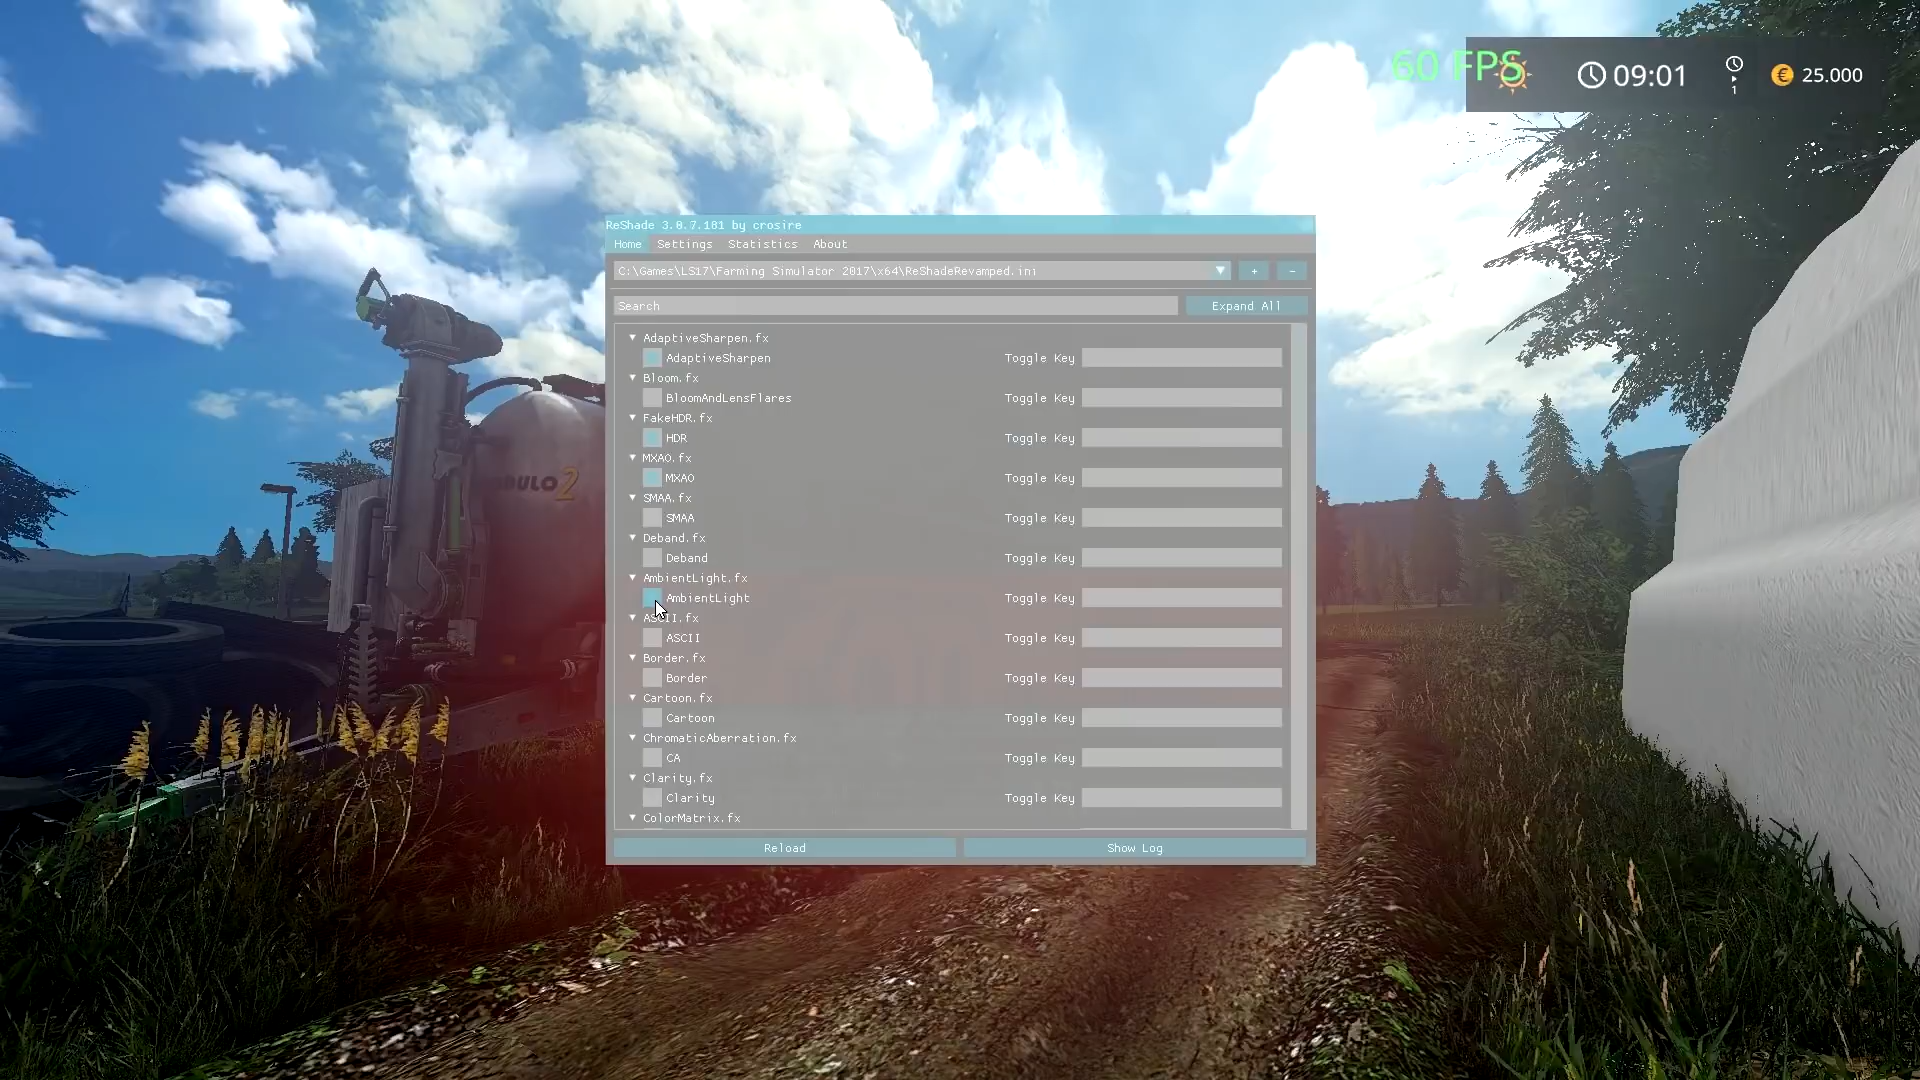 60 FPS
09:01
1
€ 25.000
ReShade 3.0.7.181 by crosire
Home Settings Statistics About
C:\Games\LS17\Farming Simulator 2017\x64\ReShadeRevamped.ini
+ -
Search
Expand All
AdaptiveSharpen.fx
AdaptiveSharpen Toggle Key
Bloom.fx
BloomAndLensFlares Toggle Key
FakeHDR.fx
HDR Toggle Key
MXAO.fx
MXAO Toggle Key
SMAA.fx
SMAA Toggle Key
Deband.fx
Deband Toggle Key
AmbientLight.fx
AmbientLight Toggle Key
ASCII.fx
ASCII Toggle Key
Border.fx
Border Toggle Key
Cartoon.fx
Cartoon Toggle Key
ChromaticAberration.fx
CA Toggle Key
Clarity.fx
Clarity Toggle Key
ColorMatrix.fx
Reload Show Log